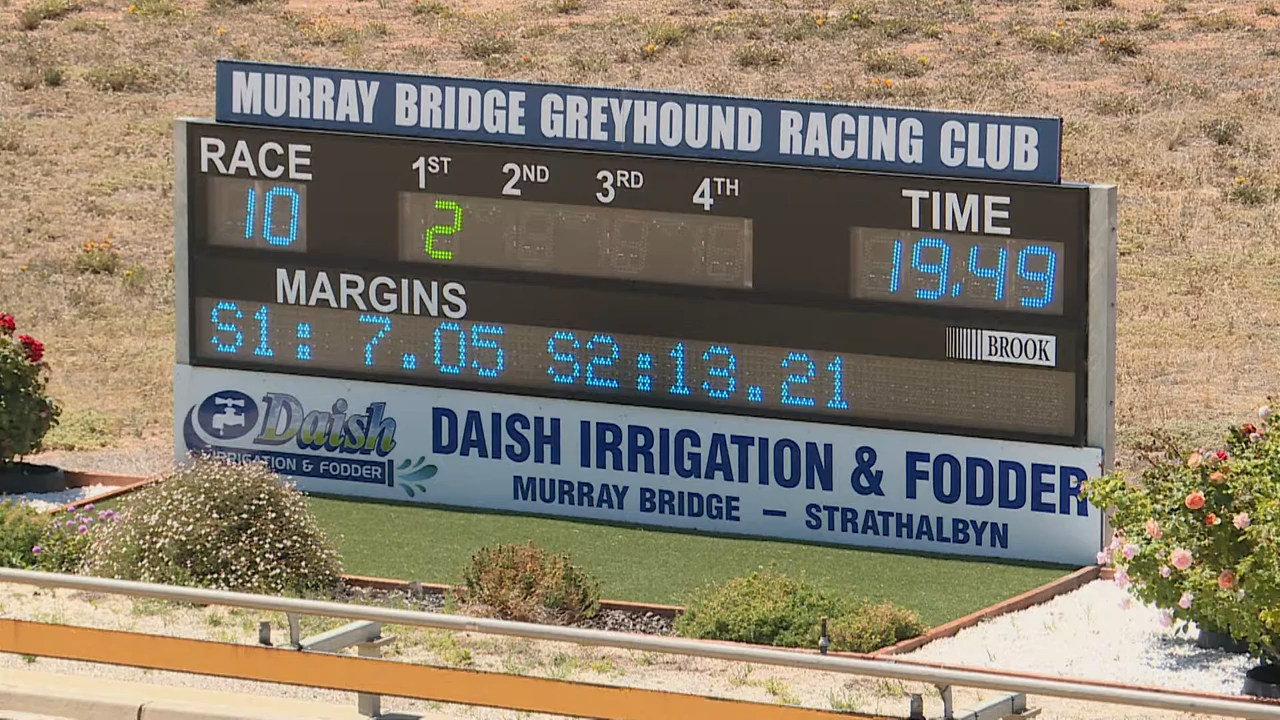 MURRAY BRIDGE GREYHOUND RACING CLUB
RACE 1ST 2ND 3RD 4TH TIME
10 2 19.49
MARGINS
BROOK
S1: 7.05 S2:13.21
Daish
IRRIGATION & FODDER
DAISH IRRIGATION & FODDER
MURRAY BRIDGE – STRATHALBYN